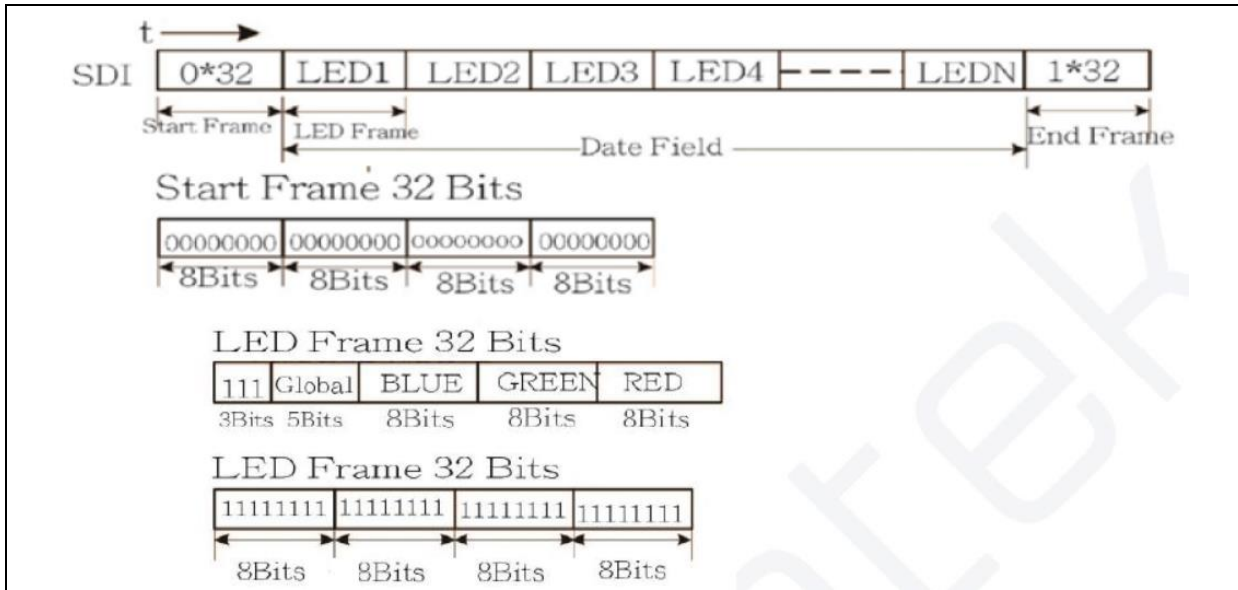 t
SDI 0*32 LED1 LED2 LED3 LED4 LEDN 1*32
Start Frame LED Frame Date Field End Frame
Start Frame 32 Bits
00000000 00000000 00000000 00000000
8Bits 8Bits 8Bits 8Bits
LED Frame 32 Bits
111 Global BLUE GREEN RED
3Bits 5Bits 8Bits 8Bits 8Bits
LED Frame 32 Bits
11111111 11111111 11111111 11111111
8Bits 8Bits 8Bits 8Bits